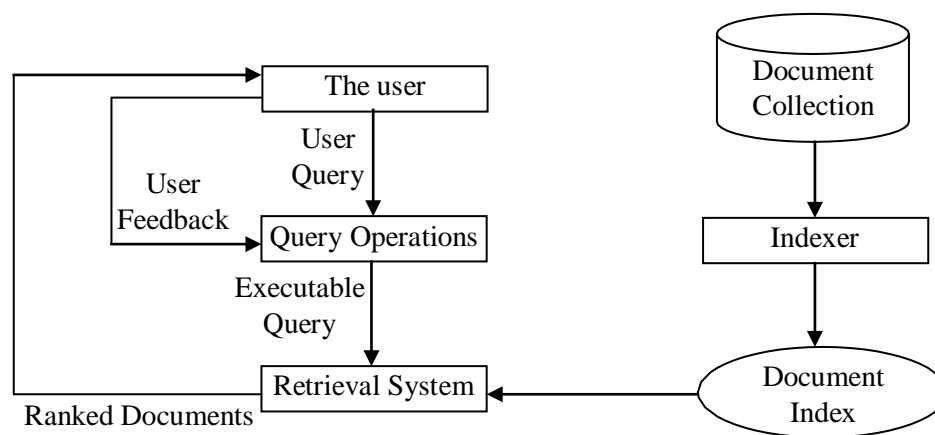 Document
Collection
The user
User
Query
User
Feedback
Query Operations
Indexer
Executable
Query
Retrieval System
Document
Index
Ranked Documents